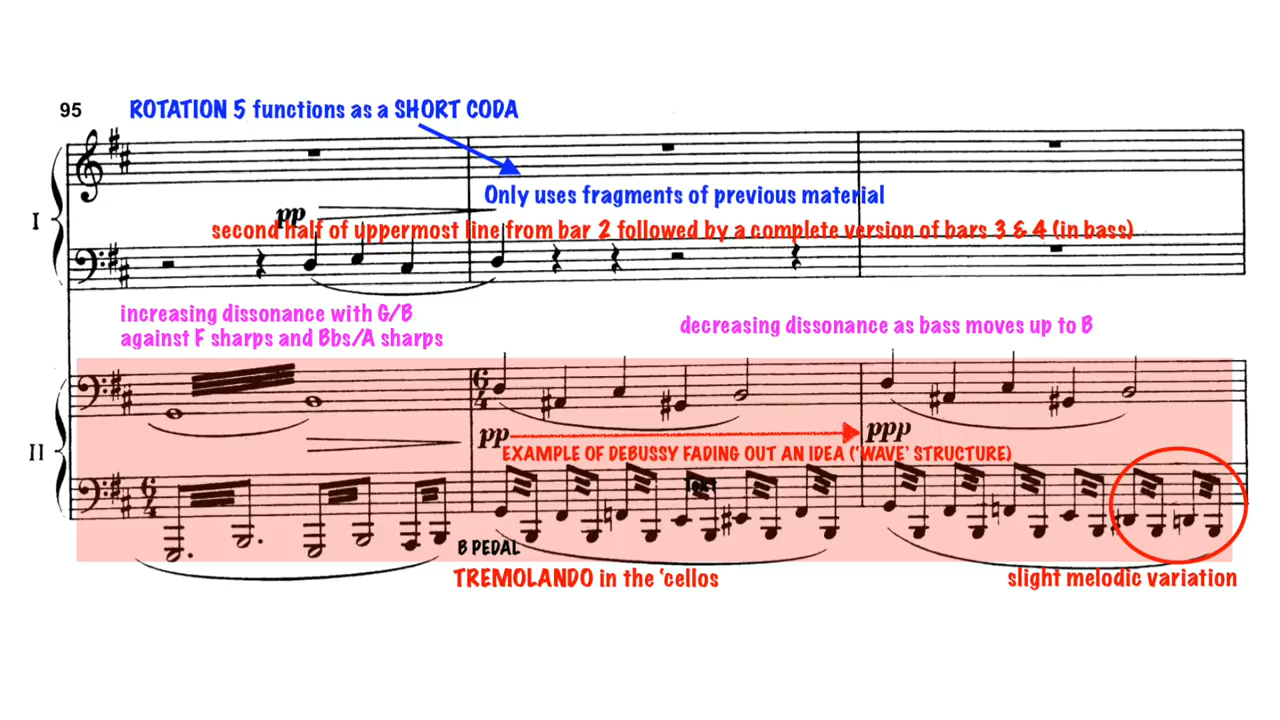 95
ROTATION 5 functions as a SHORT CODA
Only uses fragments of previous material
I
pp
second half of uppermost line from bar 2 followed by a complete version of bars 3 & 4 (in bass)
increasing dissonance with G/B
against F sharps and Bbs/A sharps
decreasing dissonance as bass moves up to B
6
4
II
pp
ppp
EXAMPLE OF DEBUSSY FADING OUT AN IDEA ('WAVE' STRUCTURE)
6
4
Text
B PEDAL
TREMOLANDO in the 'cellos
slight melodic variation